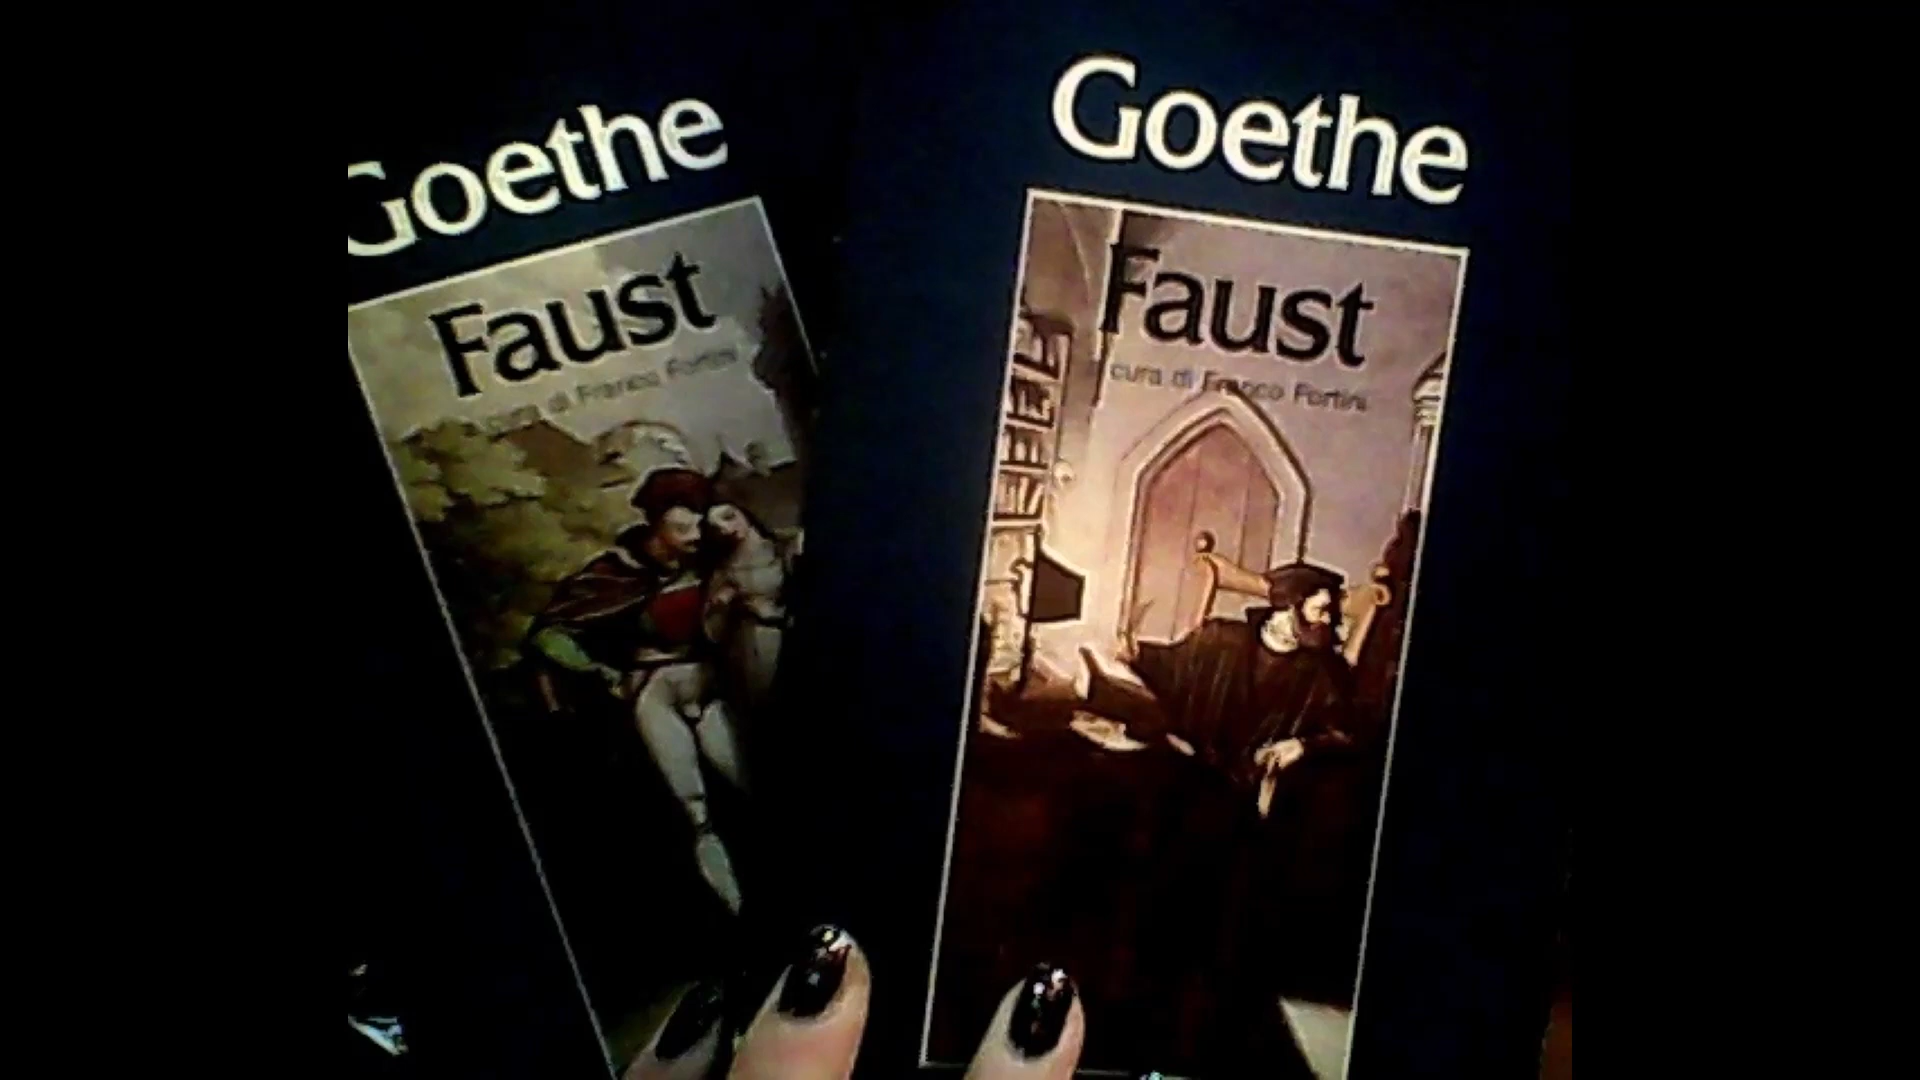 Goethe
Faust
cura di Franco Fortini
Goethe
Faust
cura di Franco Fortini